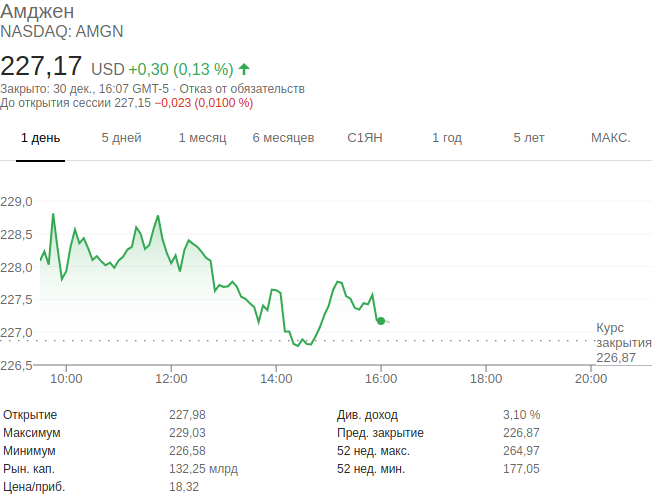 Амджен
NASDAQ: AMGN
227,17 USD +0,30 (0,13 %)
Закрыто: 30 дек., 16:07 GMT-5 · Отказ от обязательств
До открытия сессии 227,15 −0,023 (0,0100 %)
1 день 5 дней 1 месяц 6 месяцев С1ЯН 1 год 5 лет МАКС.
229,0
228,5
228,0
227,5
227,0
226,5
Курс
закрытия
226,87
10:00 12:00 14:00 16:00 18:00 20:00
Открытие 227,98 Див. доход 3,10 %
Максимум 229,03 Пред. закрытие 226,87
Минимум 226,58 52 нед. макс. 264,97
Рын. кап. 132,25 млрд 52 нед. мин. 177,05
Цена/приб. 18,32